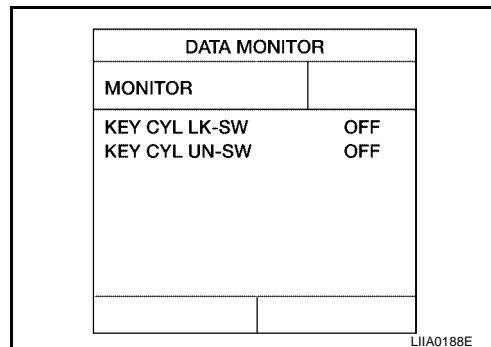 DATA MONITOR
MONITOR
KEY CYL LK-SW OFF
KEY CYL UN-SW OFF
LIIA0188E